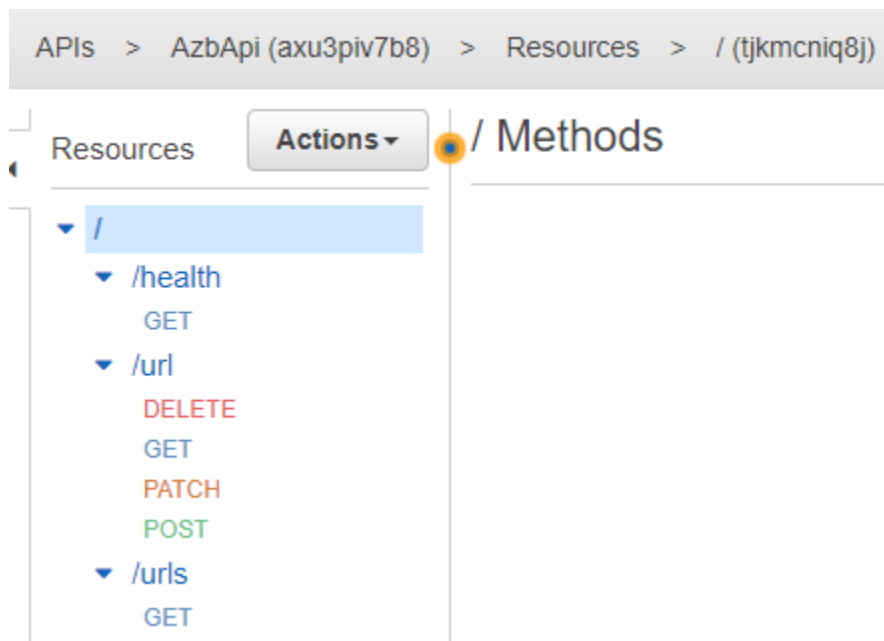 APIs > AzbApi (axu3piv7b8) > Resources > / (tjkmcniq8j)
Resources
Actions
/ Methods
/
/health
GET
/url
DELETE
GET
PATCH
POST
/urls
GET